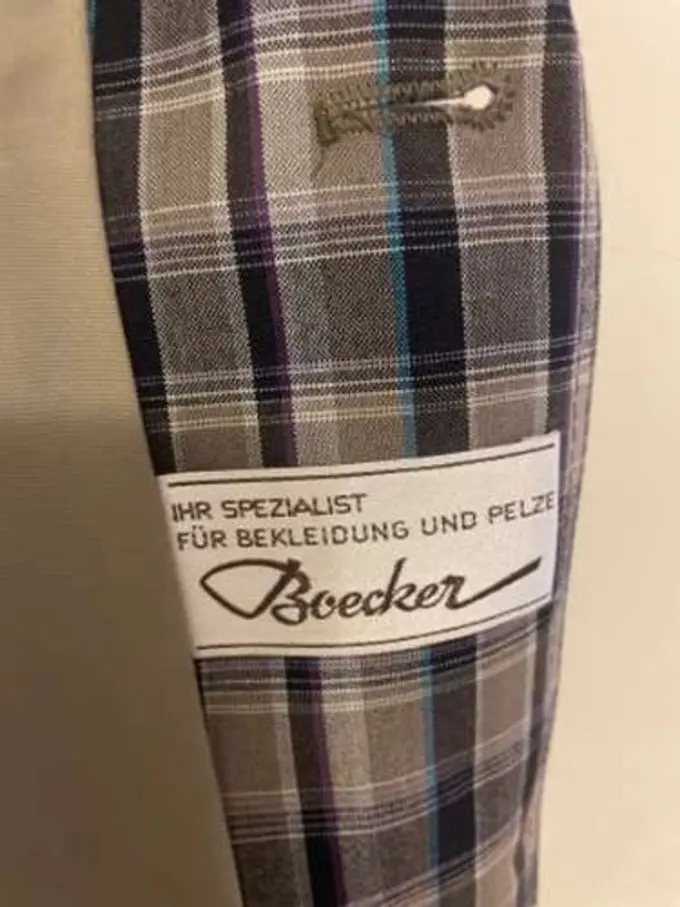 IHR SPEZIALIST
FÜR BEKLEIDUNG UND PELZE
Boecker